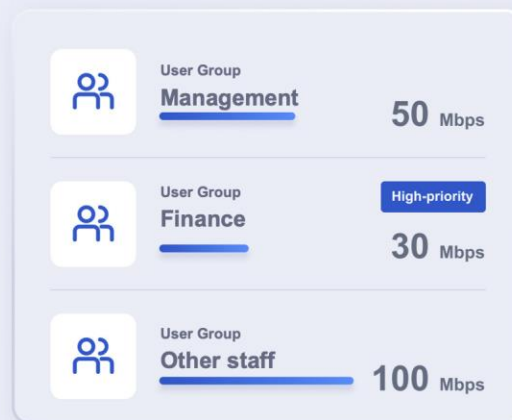 User Group
Management
50 Mbps
User Group
High-priority
Finance
30 Mbps
User Group
Other staff
100 Mbps